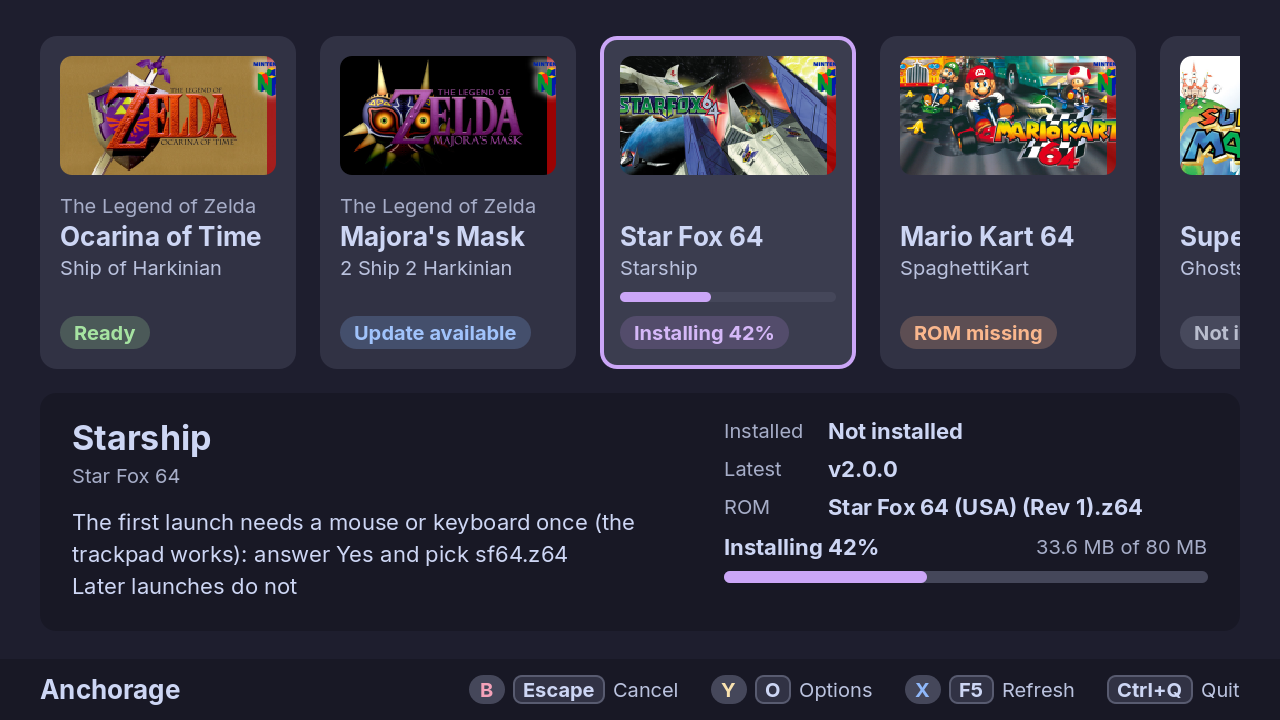 THE LEGEND OF
ZELDA
OCARINA OF TIME
The Legend of Zelda
Ocarina of Time
Ship of Harkinian
Ready
THE LEGEND OF
ZELDA
MAJORA'S MASK
The Legend of Zelda
Majora's Mask
2 Ship 2 Harkinian
Update available
STARFOX 64
Star Fox 64
Starship
Installing 42%
MARIO KART
64
Mario Kart 64
SpaghettiKart
ROM missing
Starship
Star Fox 64
The first launch needs a mouse or keyboard once (the
trackpad works): answer Yes and pick sf64.z64
Later launches do not
Installed Not installed
Latest v2.0.0
ROM Star Fox 64 (USA) (Rev 1).z64
Installing 42% 33.6 MB of 80 MB
Anchorage B Escape Cancel Y O Options X F5 Refresh Ctrl+Q Quit